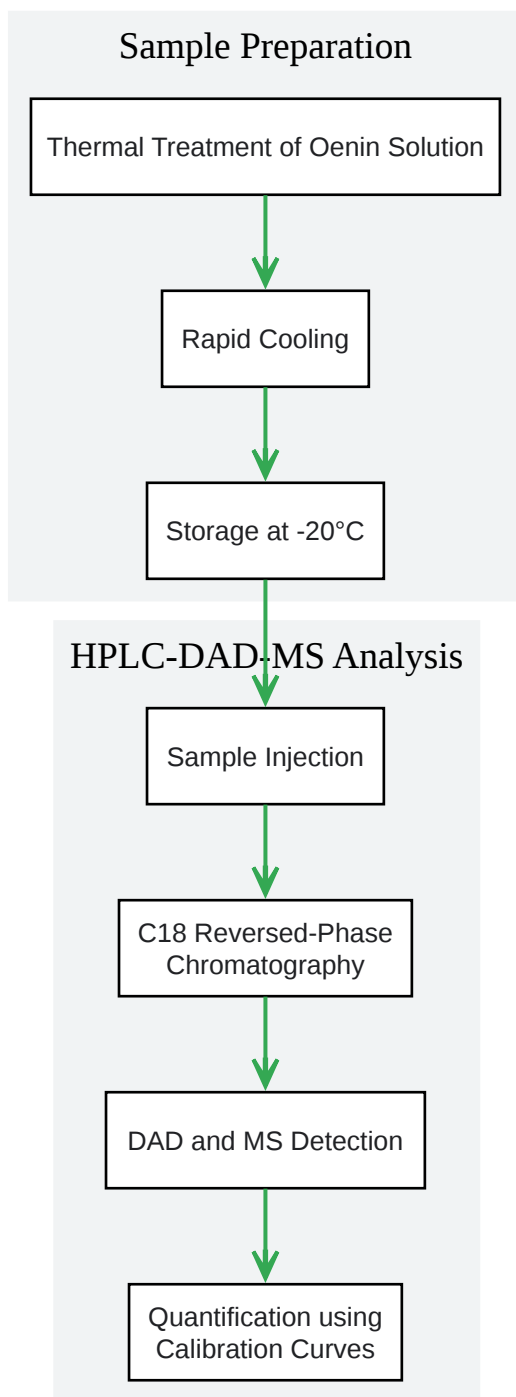 Sample Preparation
Thermal Treatment of Oenin Solution
Rapid Cooling
Storage at -20°C
HPLC-DAD-MS Analysis
Sample Injection
C18 Reversed-Phase
Chromatography
DAD and MS Detection
Quantification using
Calibration Curves